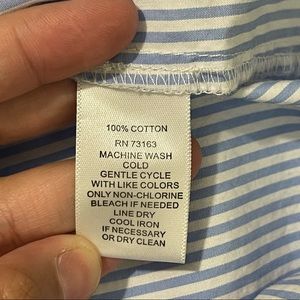 100% COTTON
RN 73163
MACHINE WASH
COLD
GENTLE CYCLE
WITH LIKE COLORS
ONLY NON-CHLORINE
BLEACH IF NEEDED
LINE DRY
COOL IRON
IF NECESSARY
OR DRY CLEAN